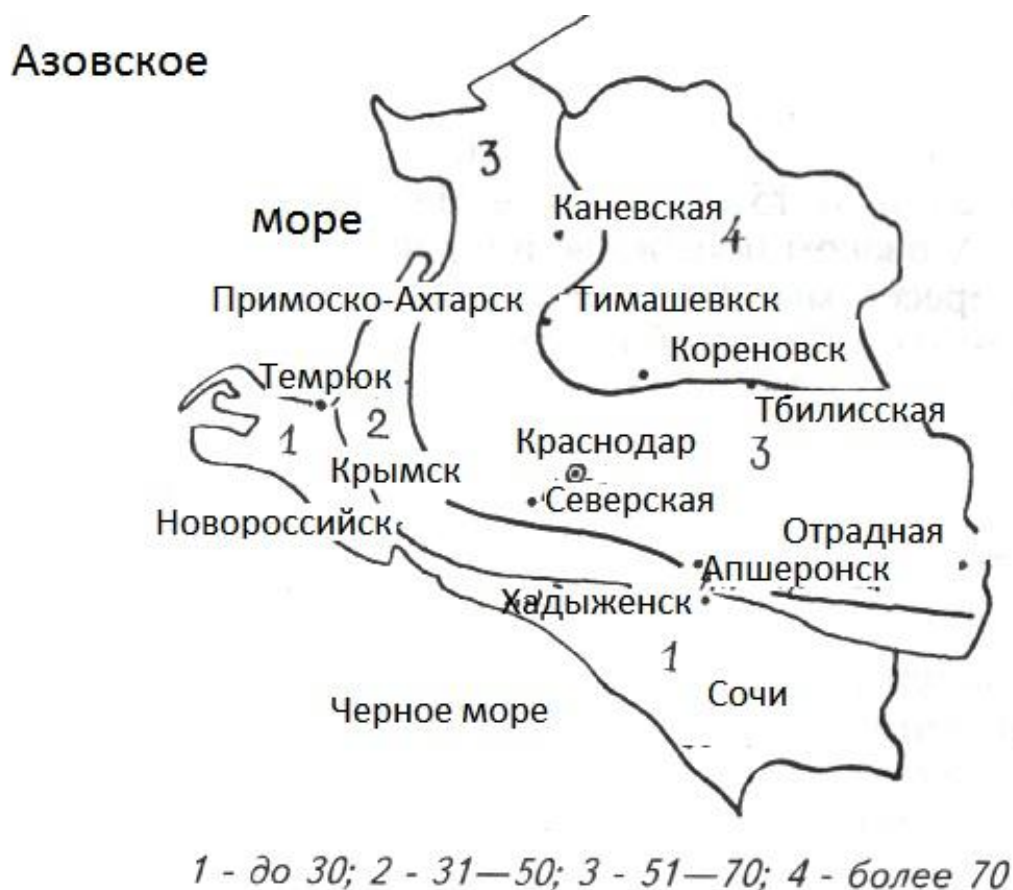 Азовское
3
Каневская
Море
4
Примоско-Ахтарск
Тимашевкск
Кореновск
Темрюк
Тбилисская
1
2
Краснодар
3
Крымск
Северская
Новороссийск
Отрадная
Апшеронск
Хадыженск
1
Сочи
Черное море
1 - до 30; 2 - 31—50; 3 - 51—70; 4 - более 70